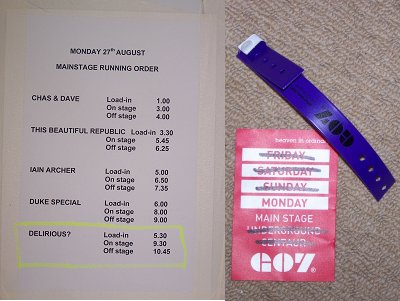 MONDAY 27th AUGUST
MAINSTAGE RUNNING ORDER
CHAS & DAVE Load-in 1.00
On stage 3.00
Off stage 4.00
THIS BEAUTIFUL REPUBLIC Load-in 3.30
On stage 5.45
Off stage 6.25
IAIN ARCHER Load-in 5.00
On stage 6.50
Off stage 7.35
DUKE SPECIAL Load-in 6.00
On stage 8.00
Off stage 9.00
DELIRIOUS? Load-in 5.30
On stage 9.30
Off stage 10.45
heaven in ordinary
FRIDAY
SATURDAY
SUNDAY
MONDAY
MAIN STAGE
UNDERGROUND
CENTAUR
GO7®
GO7